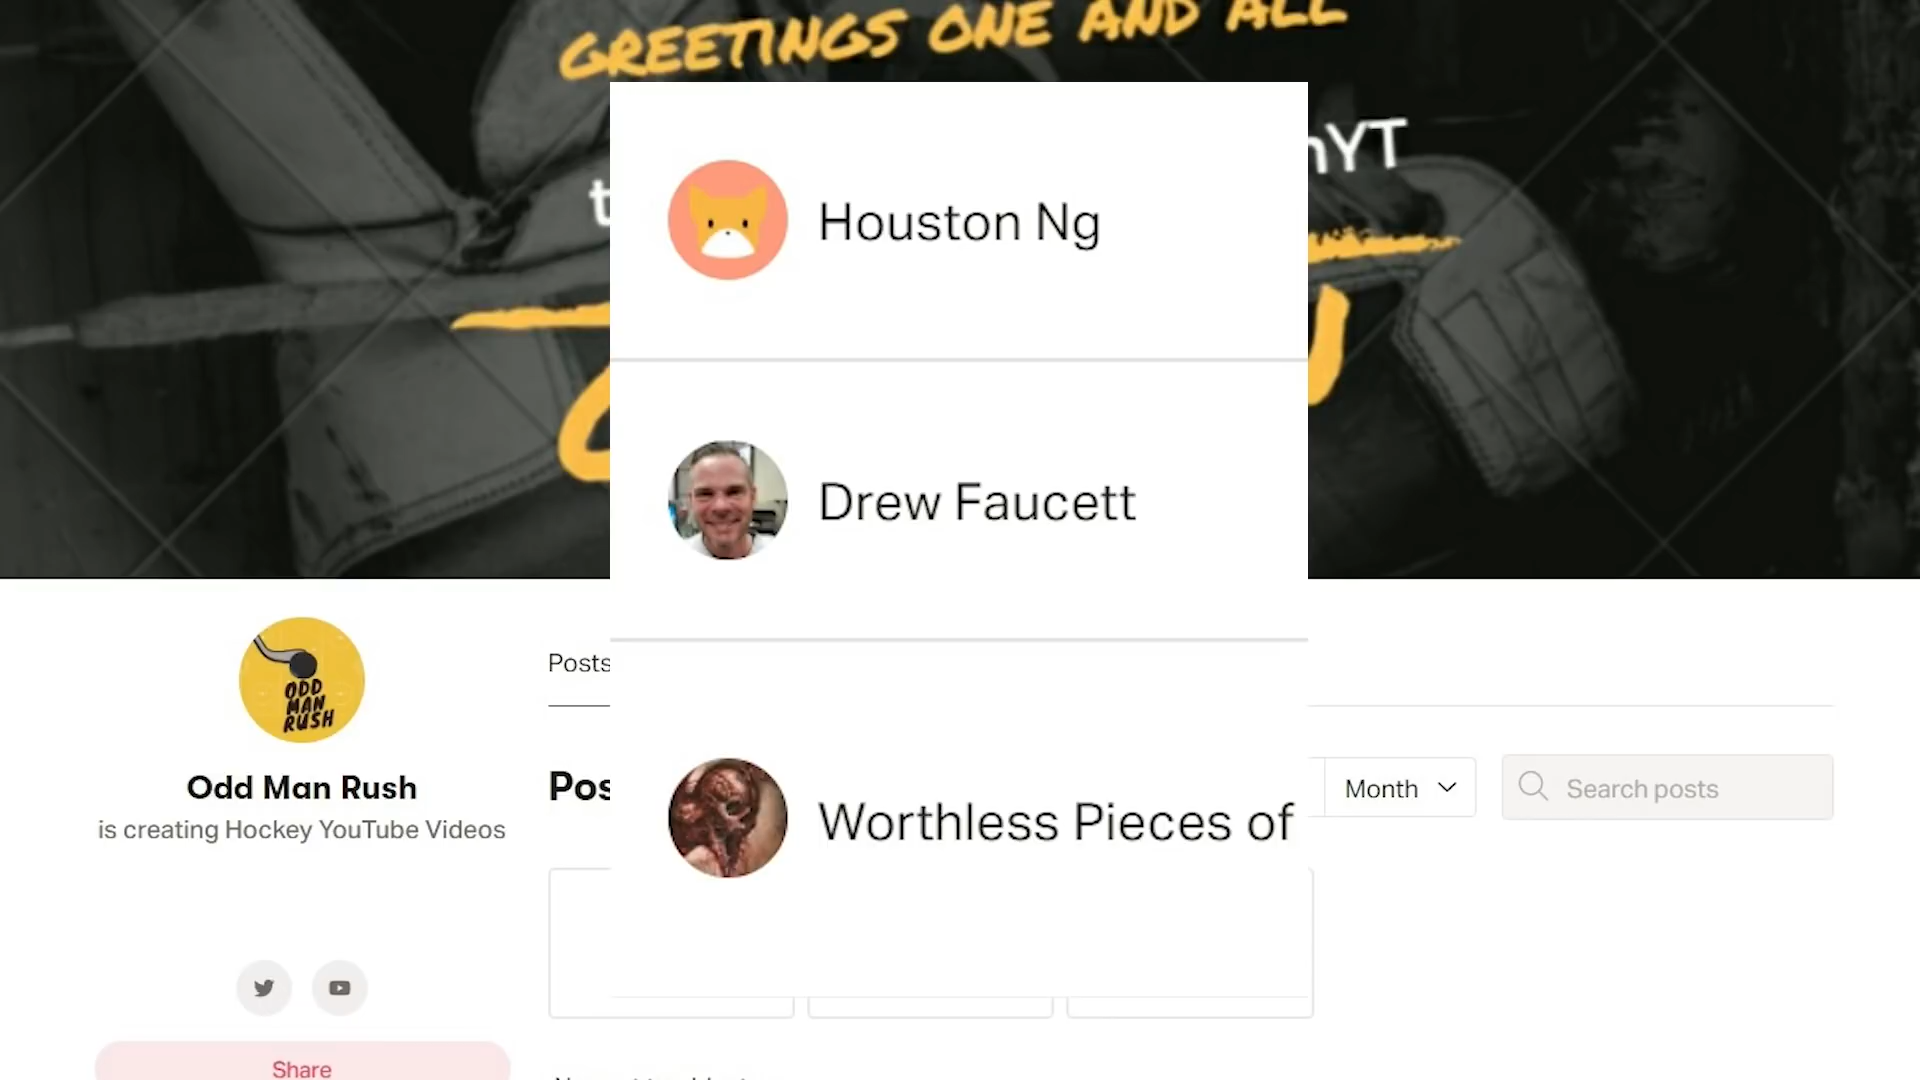 GREETINGS ONE AND ALL
YT
Houston Ng
Drew Faucett
Posts
ODD
MAN
RUSH
Odd Man Rush
is creating Hockey YouTube Videos
Month
Search posts
Worthless Pieces of
Share